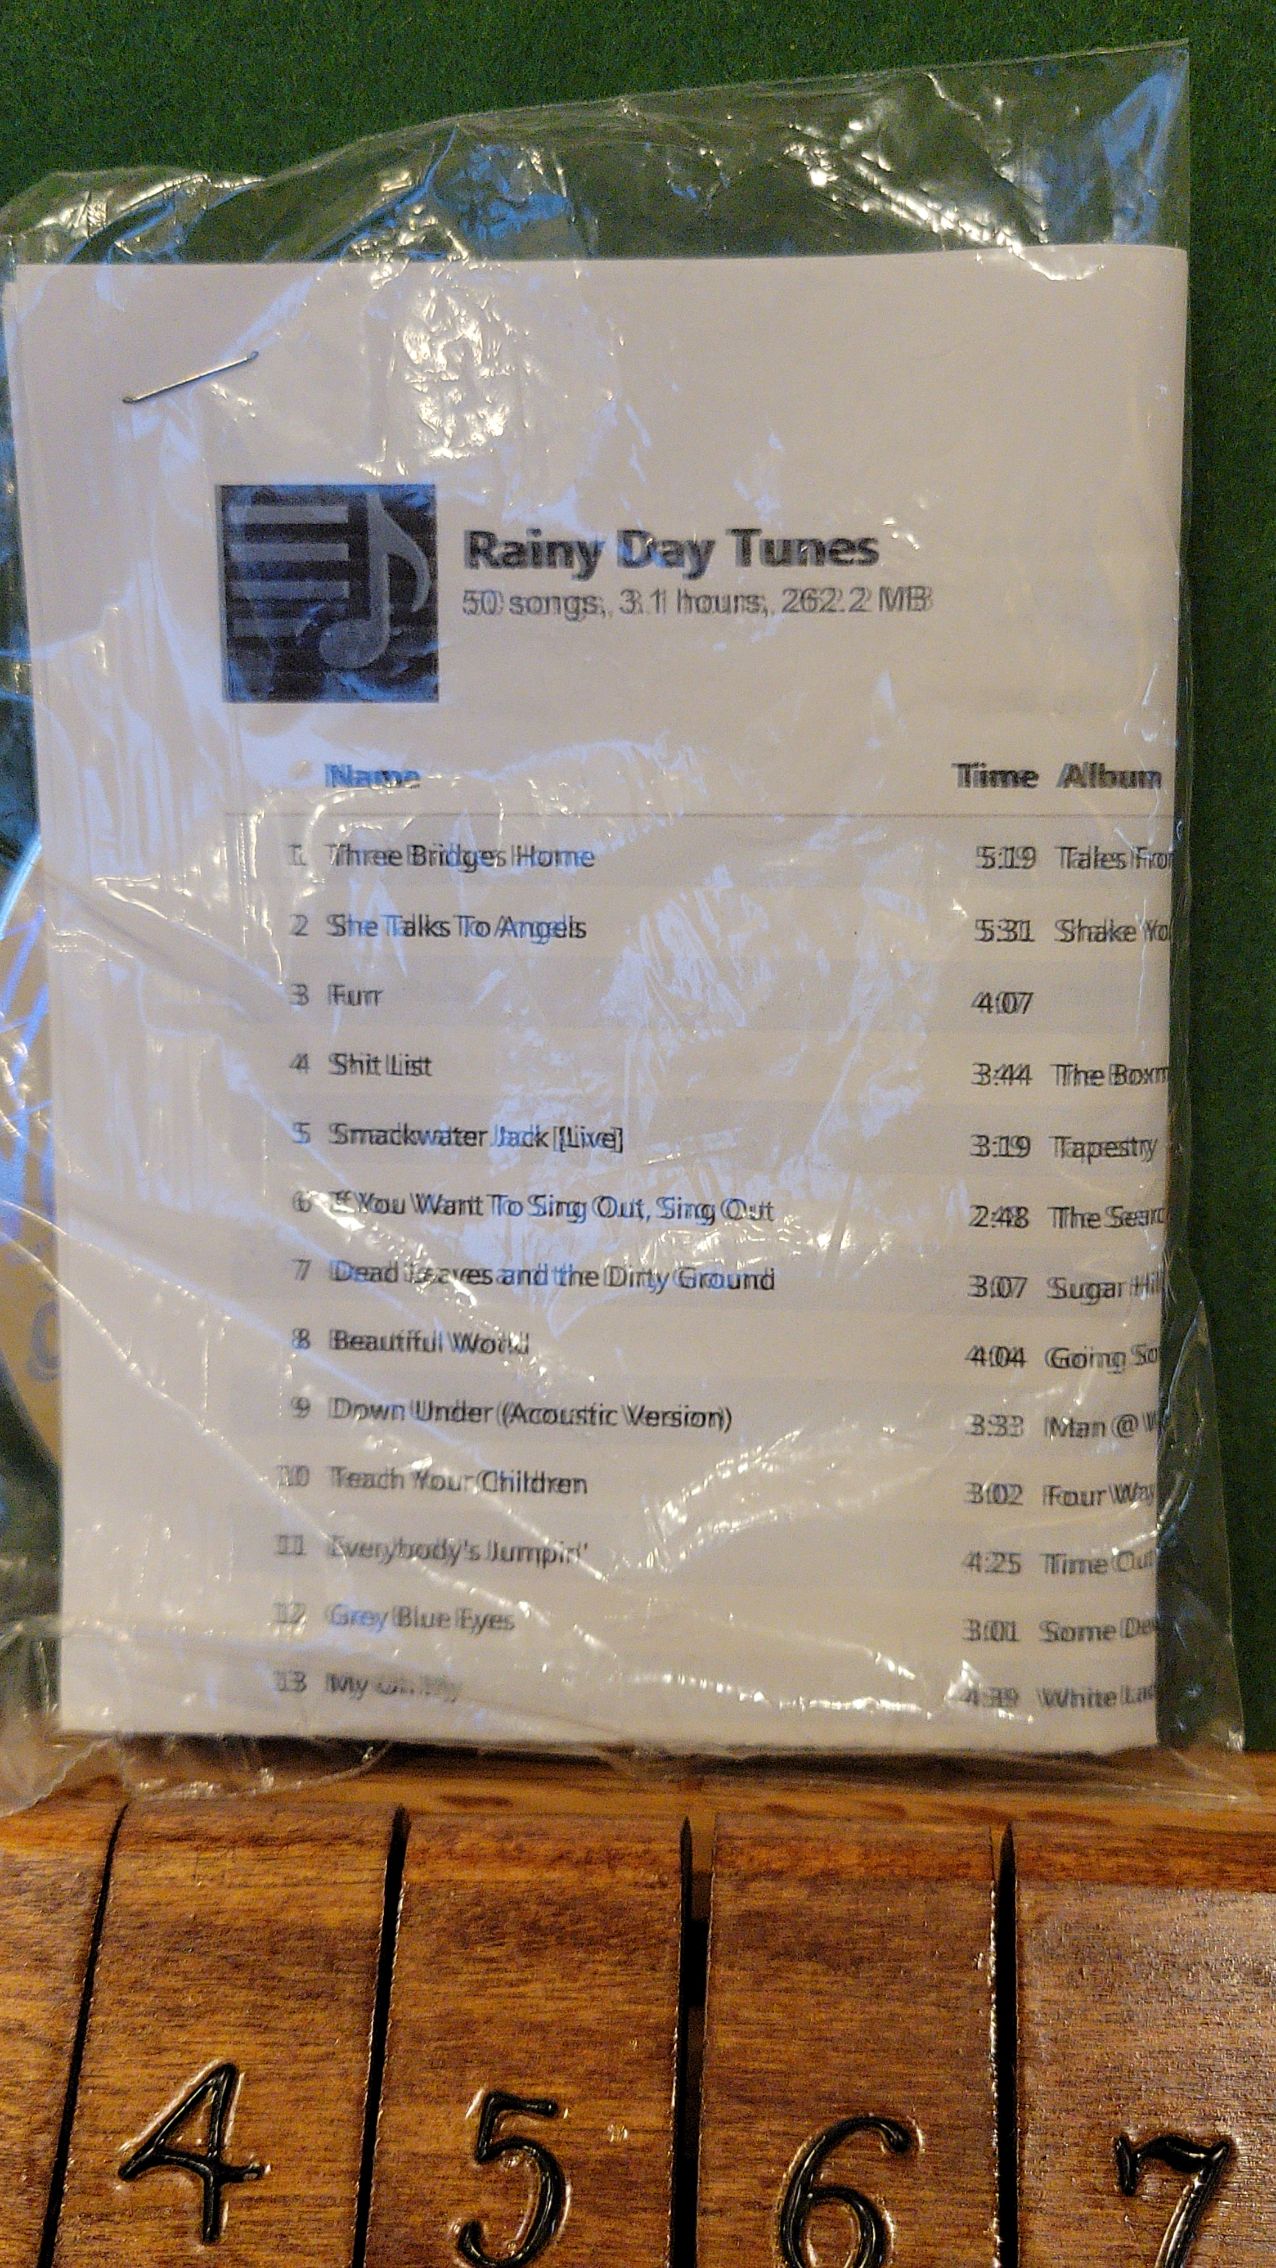 Rainy Day Tunes
50 songs, 3.1 hours, 262.2 MB
Name Time Album
1 Three Bridges Home 5:19 Tales Fro
2 She Talks To Angels 5:31 Shake Yo
3 Furr 4:07
4 Shit List 3:44 The Boxm
5 Smackwater Jack [Live] 3:19 Tapestry
6 If You Want To Sing Out, Sing Out 2:48 The Searc
7 Dead Leaves and the Dirty Ground 3:07 Sugar Hill
8 Beautiful World 4:04 Going So
9 Down Under (Acoustic Version) 3:33 Man @ W
10 Teach Your Children 3:02 Four Way
11 Everybody's Jumpin' 4:25 Time Out
12 Grey Blue Eyes 3:01 Some De
13 My Oh My 4:39 White La
4 5 6 7